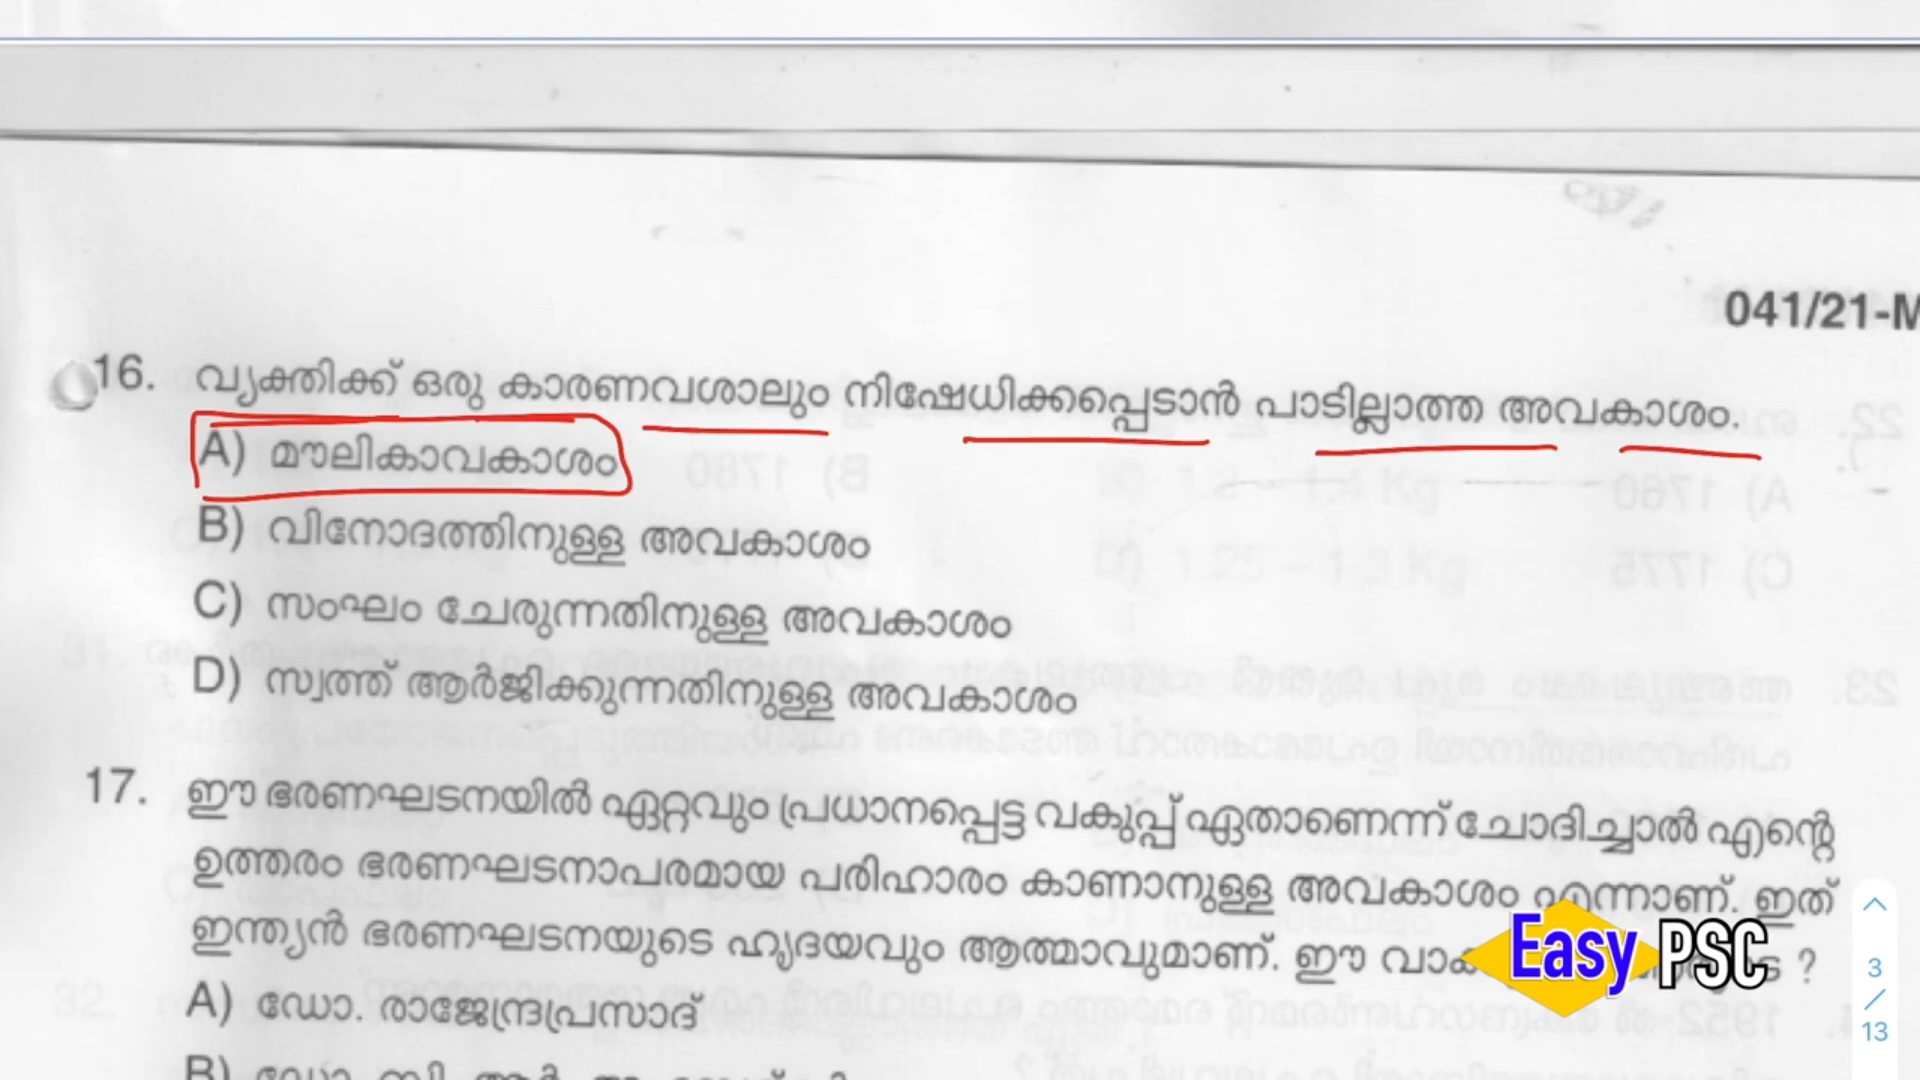 041/21-M
16. വ്യക്തിക്ക് ഒരു കാരണവശാലും നിഷേധിക്കപ്പെടാൻ പാടില്ലാത്ത അവകാശം.
A) മൗലികാവകാശം
B) വിനോദത്തിനുള്ള അവകാശം
C) സംഘം ചേരുന്നതിനുള്ള അവകാശം
D) സ്വത്ത് ആർജിക്കുന്നതിനുള്ള അവകാശം
17. ഈ ഭരണഘടനയിൽ ഏറ്റവും പ്രധാനപ്പെട്ട വകുപ്പ് ഏതാണെന്ന് ചോദിച്ചാൽ എന്റെ
ഉത്തരം ഭരണഘടനാപരമായ പരിഹാരം കാണാനുള്ള അവകാശം എന്നാണ്. ഇത്
ഇന്ത്യൻ ഭരണഘടനയുടെ ഹൃദയവും ആത്മാവുമാണ്. ഈ ?
A) ഡോ. രാജേന്ദ്രപ്രസാദ്
B)
Easy PSC
3
/
13